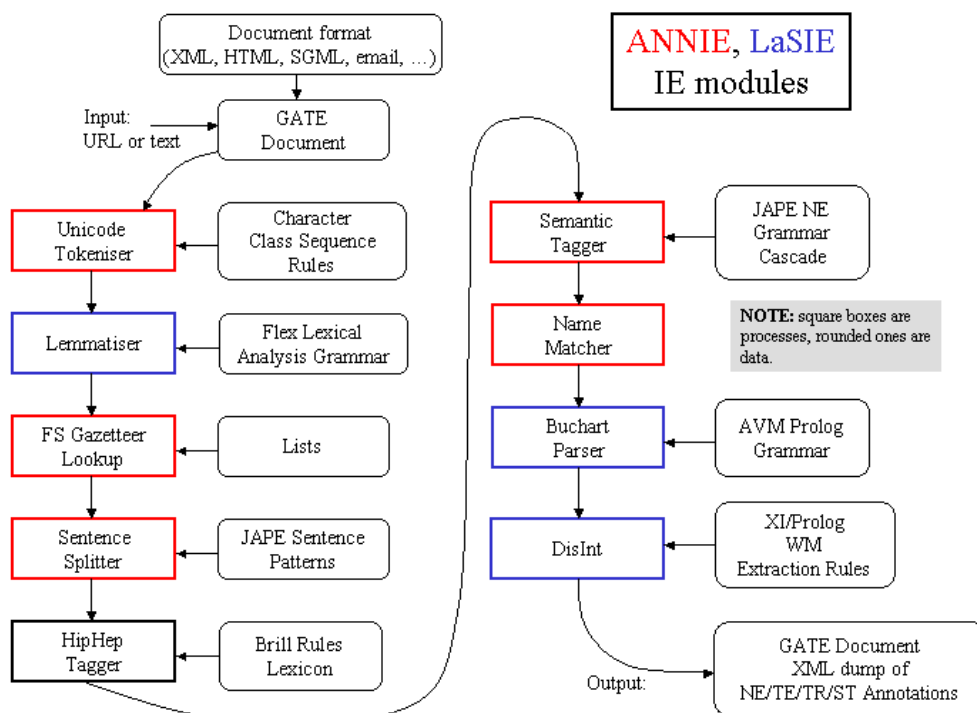 Document format
(XML, HTML, SGML, email, …)
ANNIE, LaSIE
IE modules
Input:
URL or text
GATE
Document
Unicode
Tokeniser
Character
Class Sequence
Rules
Lemmatiser
Flex Lexical
Analysis Grammar
FS Gazetteer
Lookup
Lists
Sentence
Splitter
JAPE Sentence
Patterns
HipHep
Tagger
Brill Rules
Lexicon
Semantic
Tagger
JAPE NE
Grammar
Cascade
Name
Matcher
NOTE: square boxes are
processes, rounded ones are
data.
Buchart
Parser
AVM Prolog
Grammar
DisInt
XI/Prolog
WM
Extraction Rules
Output:
GATE Document
XML dump of
NE/TE/TR/ST Annotations